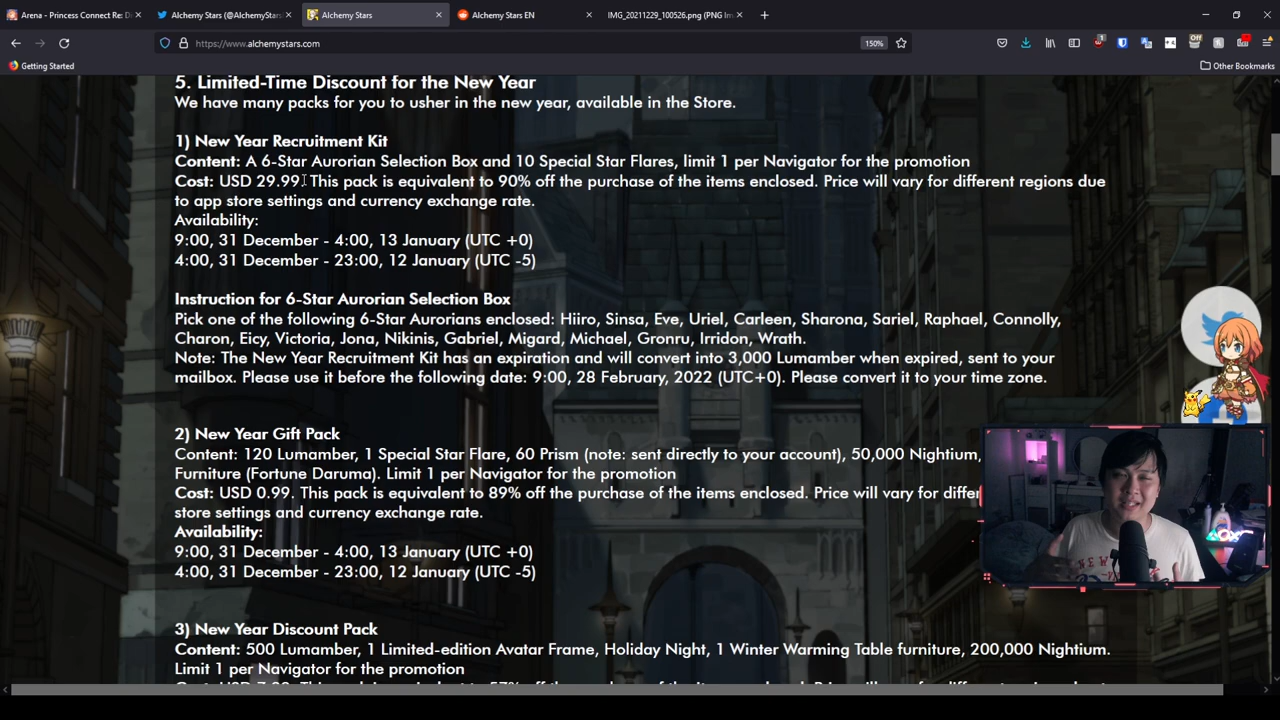 Arena - Princess Connect Re: Di
Alchemy Stars (@AlchemyStars
Alchemy Stars
Alchemy Stars EN
IMG_20211229_100526.png (PNG Im
https://www.alchemystars.com
150%
1
Off
Getting Started
Other Bookmarks
5. Limited-Time Discount for the New Year
We have many packs for you to usher in the new year, available in the Store.
1) New Year Recruitment Kit
Content: A 6-Star Aurorian Selection Box and 10 Special Star Flares, limit 1 per Navigator for the promotion
Cost: USD 29.99. This pack is equivalent to 90% off the purchase of the items enclosed. Price will vary for different regions due
to app store settings and currency exchange rate.
Availability:
9:00, 31 December - 4:00, 13 January (UTC +0)
4:00, 31 December - 23:00, 12 January (UTC -5)
Instruction for 6-Star Aurorian Selection Box
Pick one of the following 6-Star Aurorians enclosed: Hiiro, Sinsa, Eve, Uriel, Carleen, Sharona, Sariel, Raphael, Connolly,
Charon, Eicy, Victoria, Jona, Nikinis, Gabriel, Migard, Michael, Gronru, Irridon, Wrath.
Note: The New Year Recruitment Kit has an expiration and will convert into 3,000 Lumamber when expired, sent to your
mailbox. Please use it before the following date: 9:00, 28 February, 2022 (UTC+0). Please convert it to your time zone.
2) New Year Gift Pack
Content: 120 Lumamber, 1 Special Star Flare, 60 Prism (note: sent directly to your account), 50,000 Nightium,
Furniture (Fortune Daruma). Limit 1 per Navigator for the promotion
Cost: USD 0.99. This pack is equivalent to 89% off the purchase of the items enclosed. Price will vary for differ
store settings and currency exchange rate.
Availability:
9:00, 31 December - 4:00, 13 January (UTC +0)
4:00, 31 December - 23:00, 12 January (UTC -5)
3) New Year Discount Pack
Content: 500 Lumamber, 1 Limited-edition Avatar Frame, Holiday Night, 1 Winter Warming Table furniture, 200,000 Nightium.
Limit 1 per Navigator for the promotion